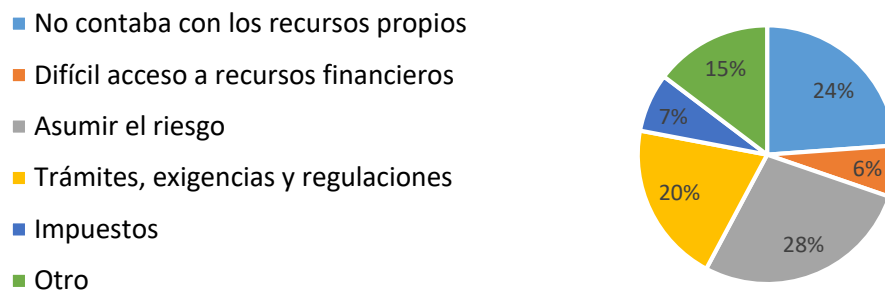 No contaba con los recursos propios
Difícil acceso a recursos financieros
Asumir el riesgo
Trámites, exigencias y regulaciones
Impuestos
Otro
15%
24%
7%
6%
20%
28%